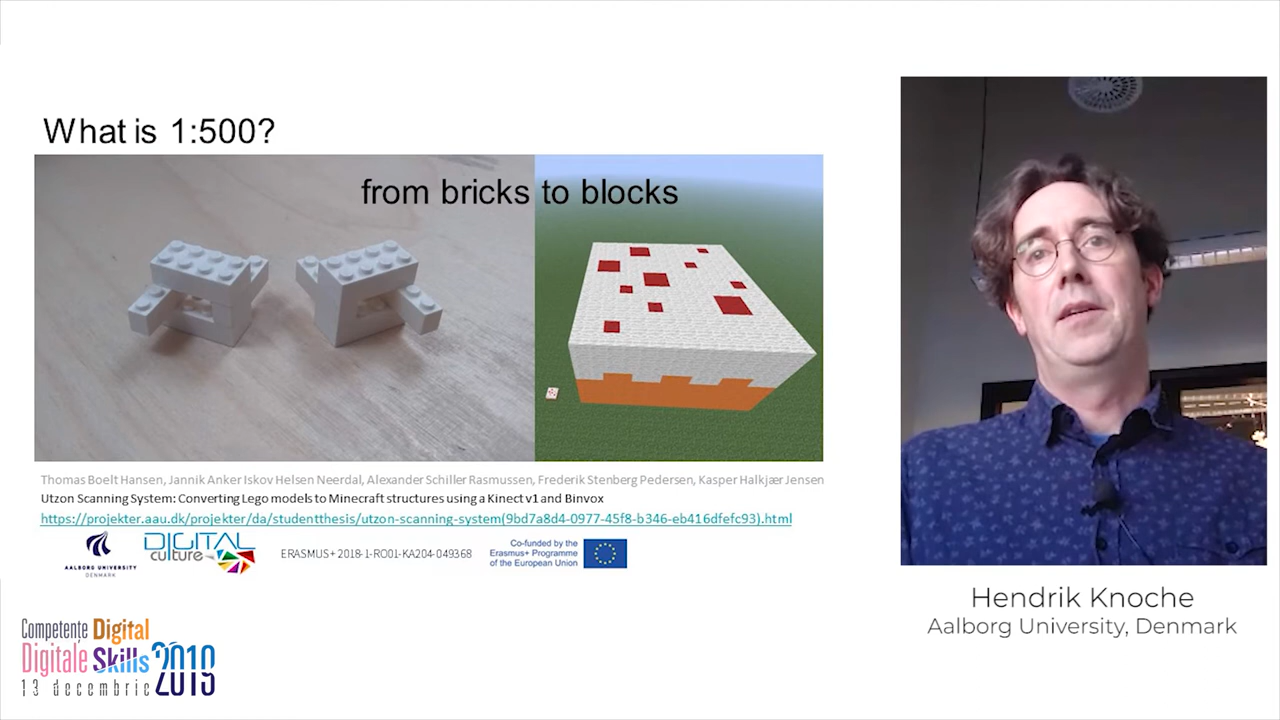 What is 1:500?
from bricks to blocks
Thomas Boelt Hansen, Jannik Anker Iskov Helsen Neerdal, Alexander Schiller Rasmussen, Frederik Stenberg Pedersen, Kasper Halkjær Jensen
Utzon Scanning System: Converting Lego models to Minecraft structures using a Kinect v1 and Binvox
https://projekter.aau.dk/projekter/da/studentthesis/utzon-scanning-system(9bd7a8d4-0977-45f8-b346-eb416dfefc93).html
AALBORG UNIVERSITY
DENMARK
DIGITAL
culture
ERASMUS+ 2018-1-RO01-KA204-049368
Co-funded by the
Erasmus+ Programme
of the European Union
Hendrik Knoche
Aalborg University, Denmark
Competențe Digital
Digitale Skills 2019
13 decembrie